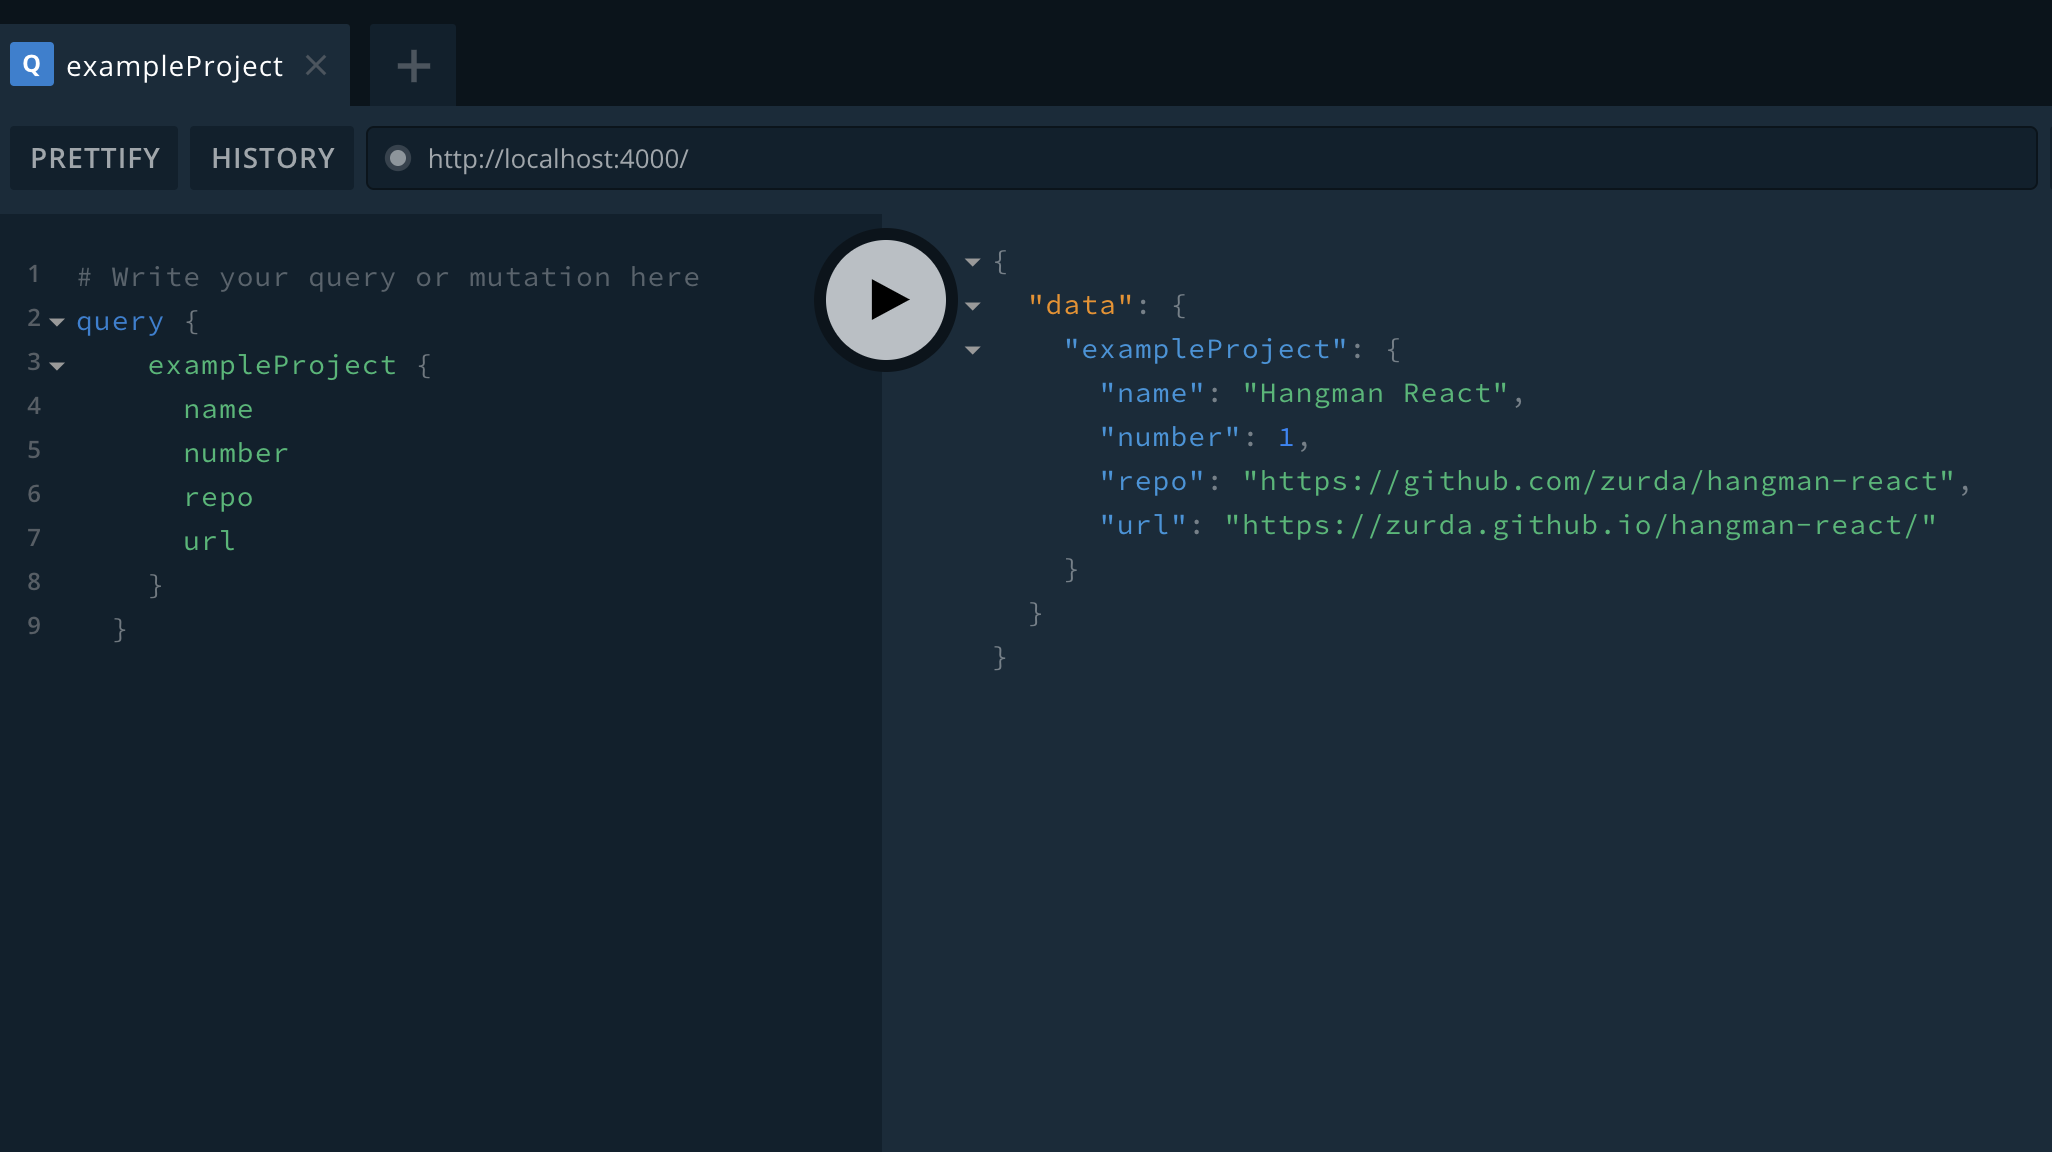 Q exampleProject
PRETTIFY HISTORY http://localhost:4000/
1 # Write your query or mutation here
2 query {
3 exampleProject {
4 name
5 number
6 repo
7 url
8 }
9 }
{
"data": {
"exampleProject": {
"name": "Hangman React",
"number": 1,
"repo": "https://github.com/zurda/hangman-react",
"url": "https://zurda.github.io/hangman-react/"
}
}
}